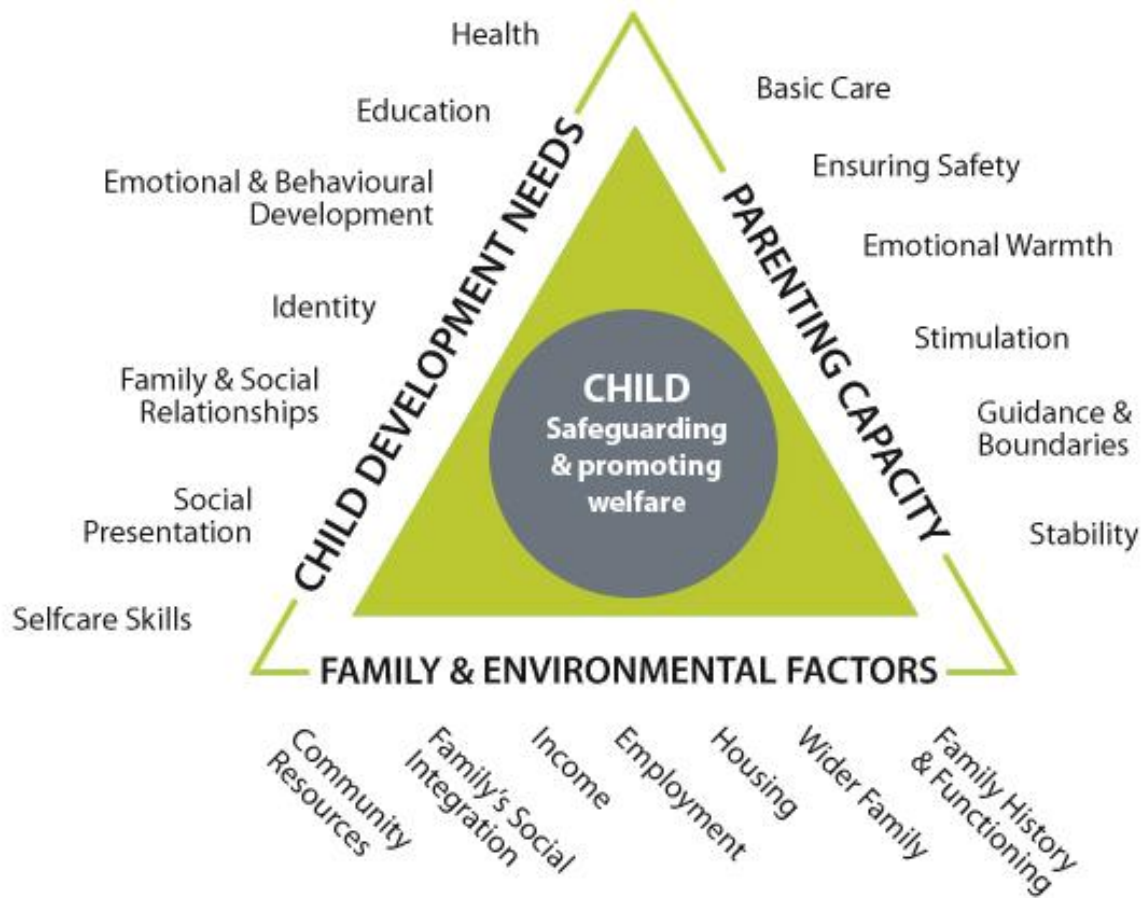 Health
Education
Emotional & Behavioural
Development
Identity
Family & Social
Relationships
Social
Presentation
Selfcare Skills
CHILD DEVELOPMENT NEEDS
CHILD
Safeguarding
& promoting
welfare
PARENTING CAPACITY
Basic Care
Ensuring Safety
Emotional Warmth
Stimulation
Guidance &
Boundaries
Stability
FAMILY & ENVIRONMENTAL FACTORS
Community
Resources
Family's Social
Integration
Income
Employment
Housing
Wider Family
Family History
& Functioning